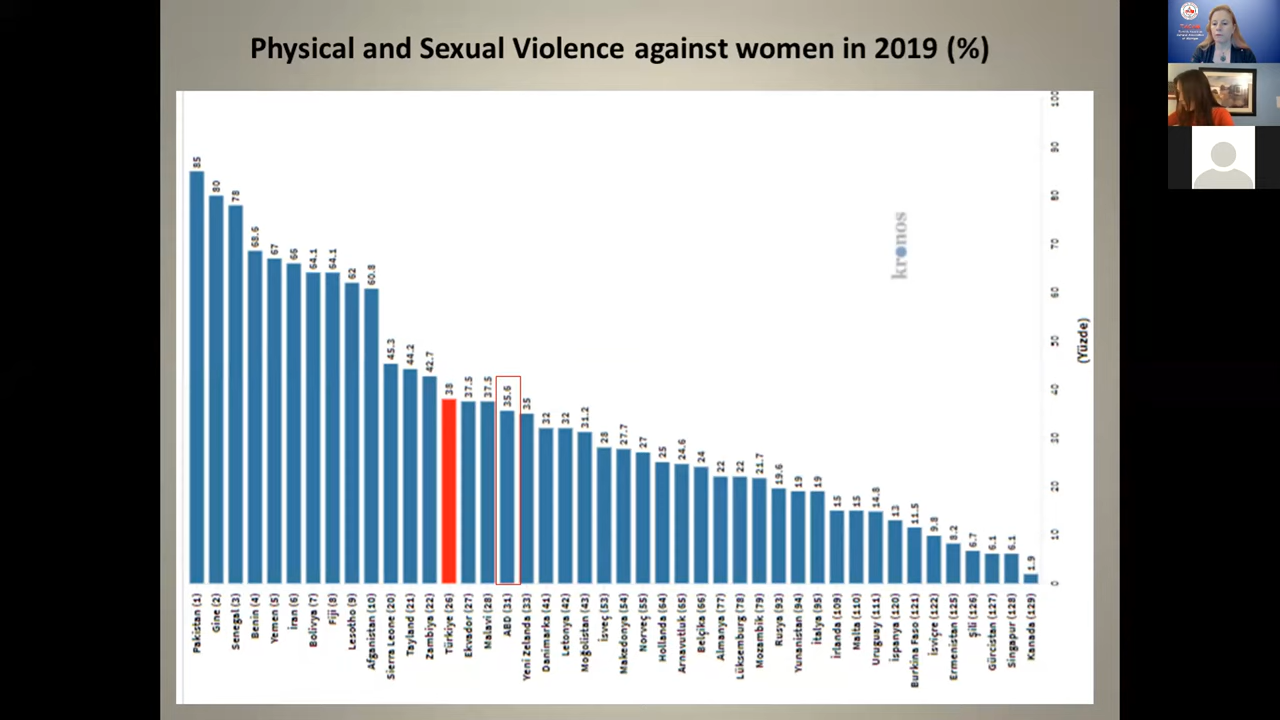 Physical and Sexual Violence against women in 2019 (%)
85
80
78
68.6
67
66
64.1
64.1
62
60.8
45.3
44.2
42.7
38
37.5
37.5
35.6
35
32
32
31.2
28
27.7
27
25
24.6
24
22
22
21.7
19.6
19
19
15
15
14.8
13
11.5
9.8
8.2
6.7
6.1
6.1
1.9
kronos
100
90
80
70
60
50
40
30
20
10
0
(Yüzde)
Pakistan (1)
Gine (2)
Senegal (3)
Benin (4)
Yemen (5)
İran (6)
Bolivya (7)
Fiji (8)
Lesotho (9)
Afganistan (10)
Sierra Leone (20)
Tayland (21)
Zambiya (22)
Türkiye (26)
Ekvador (27)
Malavi (28)
ABD (31)
Yeni Zelanda (33)
Danimarka (41)
Letonya (42)
Moğolistan (43)
İsveç (53)
Makedonya (54)
Norveç (55)
Hollanda (64)
Arnavutluk (65)
Belçika (66)
Almanya (77)
Lüksemburg (78)
Mozambik (79)
Rusya (93)
Yunanistan (94)
İtalya (95)
İrlanda (109)
Malta (110)
Uruguay (111)
İspanya (120)
Burkina Faso (121)
İsviçre (122)
Ermenistan (125)
Şili (126)
Gürcistan (127)
Singapur (128)
Kanada (129)